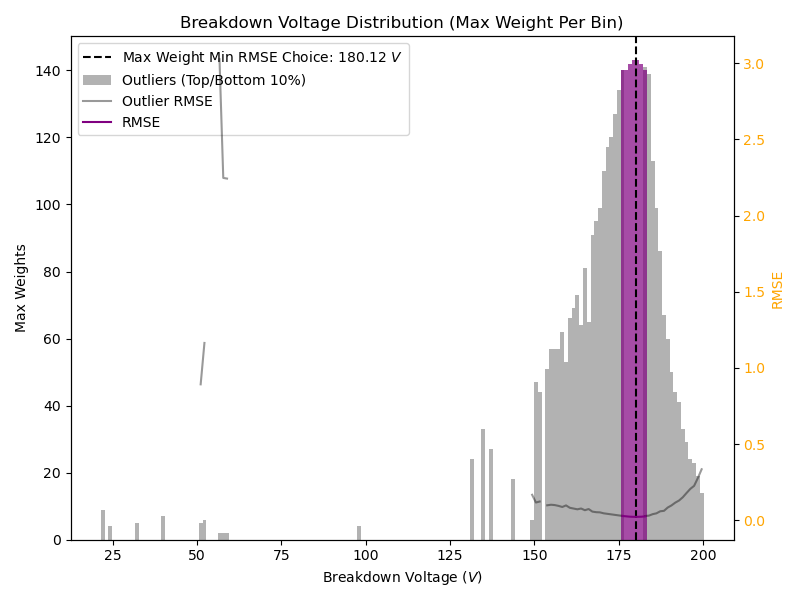 Breakdown Voltage Distribution (Max Weight Per Bin)
Max Weight Min RMSE Choice: 180.12 V
Outliers (Top/Bottom 10%)
Outlier RMSE
RMSE
Max Weights
140
120
100
80
60
40
20
0
3.0
2.5
2.0
1.5
1.0
0.5
0.0
RMSE
25
50
75
100
125
150
175
200
Breakdown Voltage (V)